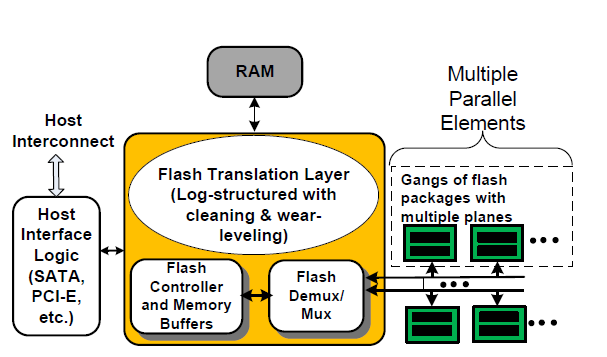 RAM
Multiple
Parallel
Elements
Host
Interconnect
Flash Translation Layer
(Log-structured with
cleaning & wear-
leveling)
Gangs of flash
packages with
multiple planes
Host
Interface
Logic
(SATA,
PCI-E,
etc.)
Flash
Controller
and Memory
Buffers
Flash
Demux/
Mux